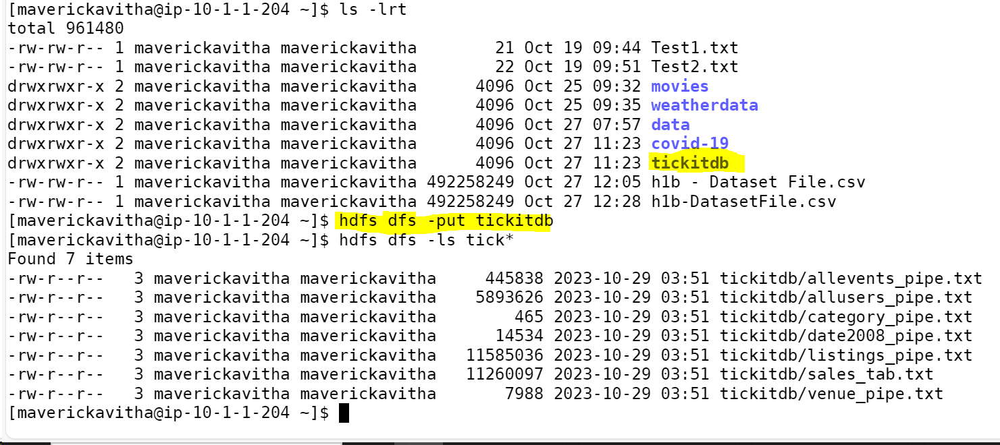 [maverickavitha@ip-10-1-1-204 ~]$ ls -lrt
total 961480
-rw-rw-r-- 1 maverickavitha maverickavitha        21 Oct 19 09:44 Test1.txt
-rw-rw-r-- 1 maverickavitha maverickavitha        22 Oct 19 09:51 Test2.txt
drwxrwxr-x 2 maverickavitha maverickavitha      4096 Oct 25 09:32 movies
drwxrwxr-x 2 maverickavitha maverickavitha      4096 Oct 25 09:35 weatherdata
drwxrwxr-x 2 maverickavitha maverickavitha      4096 Oct 27 07:57 data
drwxrwxr-x 2 maverickavitha maverickavitha      4096 Oct 27 11:23 covid-19
drwxrwxr-x 2 maverickavitha maverickavitha      4096 Oct 27 11:23 tickitdb
-rw-rw-r-- 1 maverickavitha maverickavitha 492258249 Oct 27 12:05 h1b - Dataset File.csv
-rw-rw-r-- 1 maverickavitha maverickavitha 492258249 Oct 27 12:28 h1b-DatasetFile.csv
[maverickavitha@ip-10-1-1-204 ~]$ hdfs dfs -put tickitdb
[maverickavitha@ip-10-1-1-204 ~]$ hdfs dfs -ls tick*
Found 7 items
-rw-r--r--   3 maverickavitha maverickavitha     445838 2023-10-29 03:51 tickitdb/allevents_pipe.txt
-rw-r--r--   3 maverickavitha maverickavitha    5893626 2023-10-29 03:51 tickitdb/allusers_pipe.txt
-rw-r--r--   3 maverickavitha maverickavitha        465 2023-10-29 03:51 tickitdb/category_pipe.txt
-rw-r--r--   3 maverickavitha maverickavitha      14534 2023-10-29 03:51 tickitdb/date2008_pipe.txt
-rw-r--r--   3 maverickavitha maverickavitha   11585036 2023-10-29 03:51 tickitdb/listings_pipe.txt
-rw-r--r--   3 maverickavitha maverickavitha   11260097 2023-10-29 03:51 tickitdb/sales_tab.txt
-rw-r--r--   3 maverickavitha maverickavitha       7988 2023-10-29 03:51 tickitdb/venue_pipe.txt
[maverickavitha@ip-10-1-1-204 ~]$